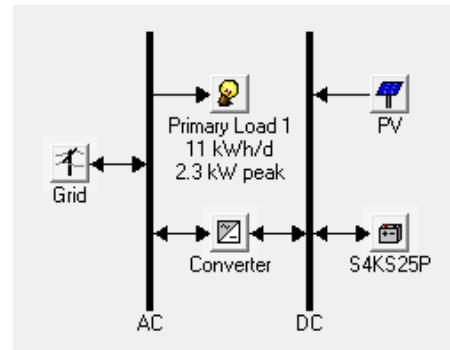 Primary Load 1
11 kWh/d
2.3 kW peak
PV
Grid
Converter
S4KS25P
AC
DC